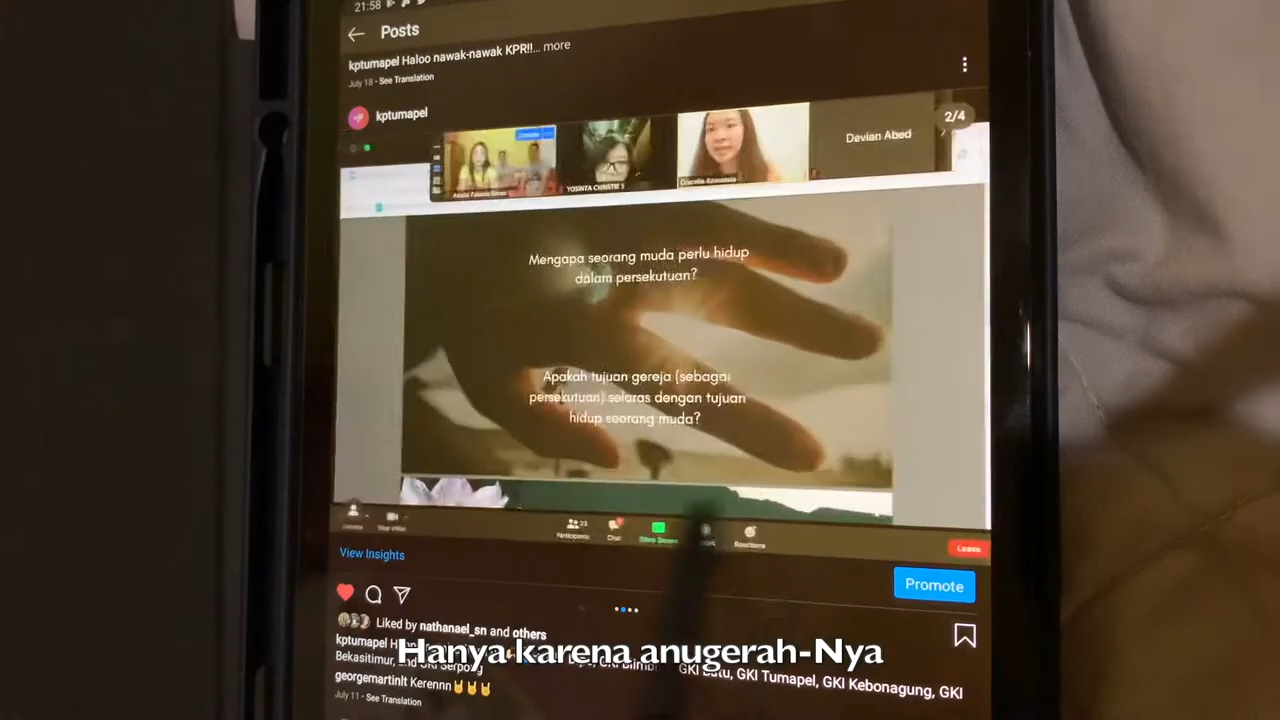 21:58
Posts
kptumapel Haloo nawak-nawak KPR!!... more
July 18 • See Translation
kptumapel
2/4
Devian Abed
YOSINTA CHRISTIE S
Mengapa seorang muda perlu hidup
dalam persekutuan?
Apakah tujuan gereja (sebagai
persekutuan) selaras dengan tujuan
hidup seorang muda?
Participants
23
Chat
Share Screen
Reactions
Leave
View Insights
Promote
Liked by nathanael_sn and others
kptumapel
Hanya karena anugerah-Nya
Bekasitimur, and GKI Serpong
GKI Batu, GKI Tumapel, GKI Kebonagung, GKI
georgemartinlt Kerennn🤘🤘🤘
July 11 • See Translation